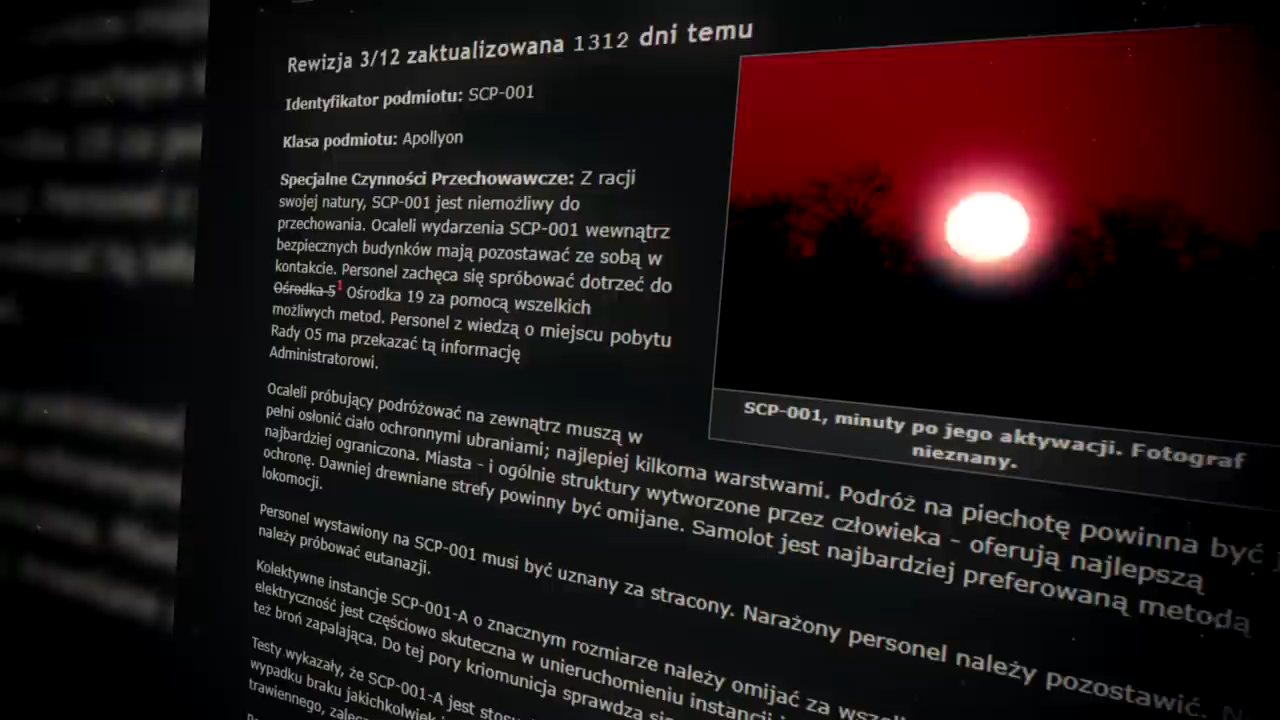 Rewizja 3/12 zaktualizowana 1312 dni temu
Identyfikator podmiotu: SCP-001
Klasa podmiotu: Apollyon
Specjalne Czynności Przechowawcze: Z racji
swojej natury, SCP-001 jest niemożliwy do
przechowania. Ocaleli wydarzenia SCP-001 wewnątrz
bezpiecznych budynków mają pozostawać ze sobą w
kontakcie. Personel zachęca się spróbować dotrzeć do
Ośrodka 5¹ Ośrodka 19 za pomocą wszelkich
możliwych metod. Personel z wiedzą o miejscu pobytu
Rady O5 ma przekazać tą informację
Administratorowi.
SCP-001, minuty po jego aktywacji. Fotograf
nieznany.
Ocaleli próbujący podróżować na zewnątrz muszą w
pełni osłonić ciało ochronnymi ubraniami; najlepiej kilkoma warstwami. Podróż na piechotę powinna być
najbardziej ograniczona. Miasta - i ogólnie struktury wytworzone przez człowieka - oferują najlepszą
ochronę. Dawniej drewniane strefy powinny być omijane. Samolot jest najbardziej preferowaną metodą
lokomocji.
Personel wystawiony na SCP-001 musi być uznany za stracony. Narażony personel należy pozostawić.
należy próbować eutanazji.
Kolektywne instancje SCP-001-A o znacznym rozmiarze należy omijać za
elektryczność jest częściowo skuteczna w unieruchomieniu instancji
też broń zapalająca. Do tej pory kriomunicja sprawdza
Testy wykazały, że SCP-001-A jest
wypadku braku jakichkolwiek
trawiennego,